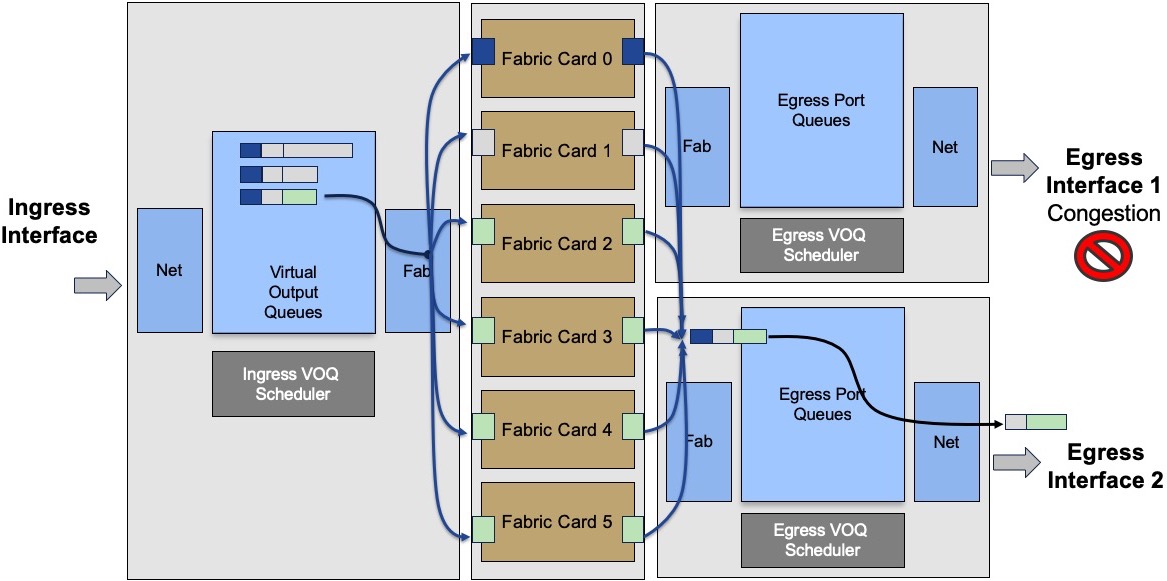 Ingress
Interface
Net
Virtual
Output
Queues
Fab
Ingress VOQ
Scheduler
Fabric Card 0
Fabric Card 1
Fabric Card 2
Fabric Card 3
Fabric Card 4
Fabric Card 5
Fab
Egress Port
Queues
Net
Egress VOQ
Scheduler
Egress
Interface 1
Congestion
Fab
Egress Port
Queues
Net
Egress VOQ
Scheduler
Egress
Interface 2